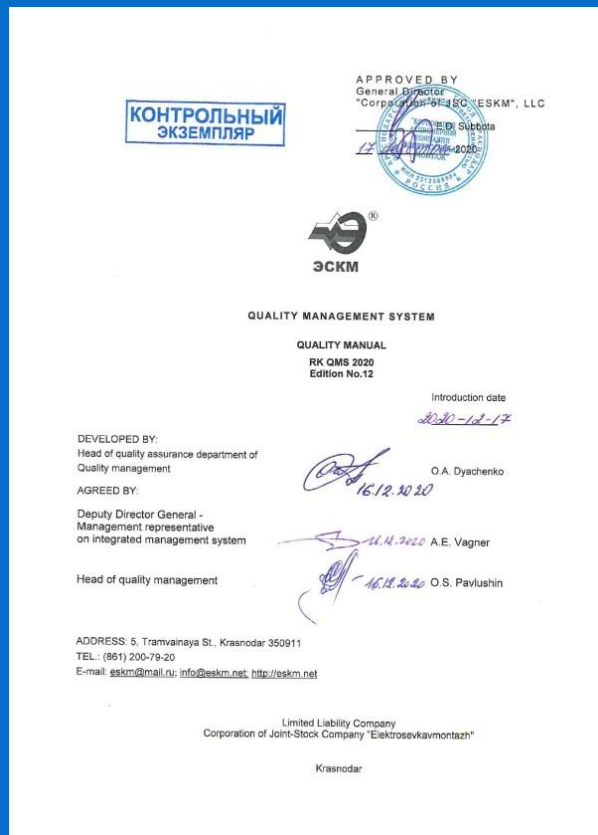 КОНТРОЛЬНЫЙ
ЭКЗЕМПЛЯР
APPROVED BY
General Director
"Corporation of JSC "ESKM", LLC
E.D. Subbota
17 2020
РОССИЯ
®
ЭСКМ
QUALITY MANAGEMENT SYSTEM
QUALITY MANUAL
RK QMS 2020
Edition No.12
Introduction date
2020-12-17
DEVELOPED BY:
Head of quality assurance department of
Quality management
O.A. Dyachenko
16.12.2020
AGREED BY:
Deputy Director General -
Management representative
on integrated management system
16.12.2020 A.E. Vagner
Head of quality management
16.12.2020 O.S. Pavlushin
ADDRESS: 5, Tramvainaya St., Krasnodar 350911
TEL.: (861) 200-79-20
E-mail: eskm@mail.ru; info@eskm.net; http://eskm.net
Limited Liability Company
Corporation of Joint-Stock Company "Elektrosevkavmontazh"
Krasnodar